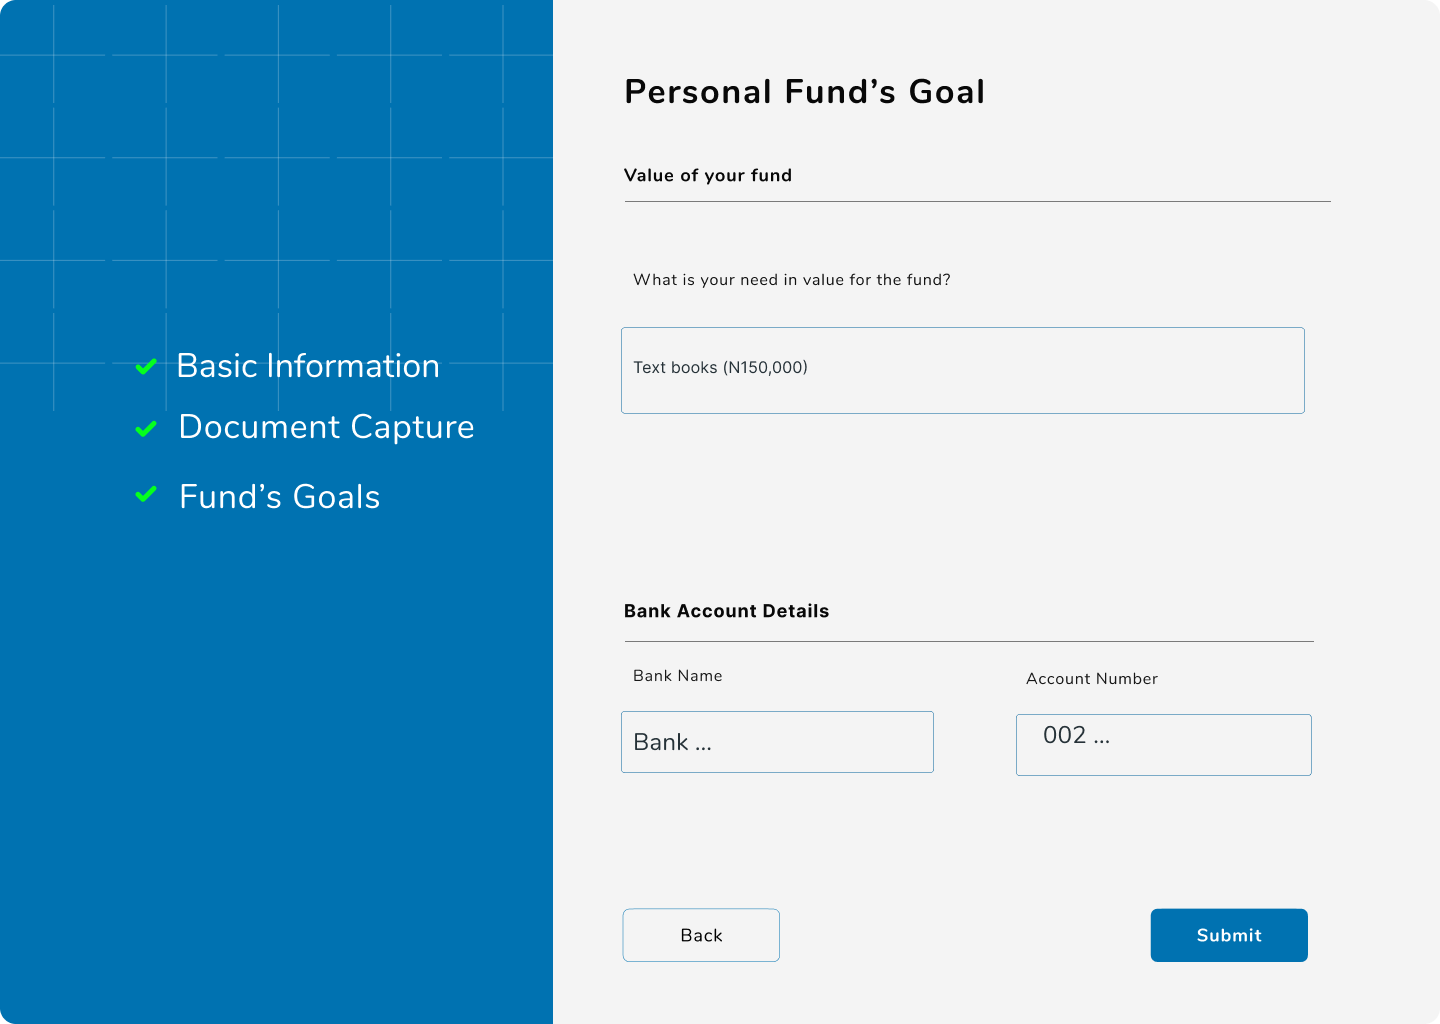 Basic Information
Document Capture
Fund’s Goals
Personal Fund’s Goal
Value of your fund
What is your need in value for the fund?
Text books (N150,000)
Bank Account Details
Bank Name
Account Number
Bank ...
002 ...
Back
Submit